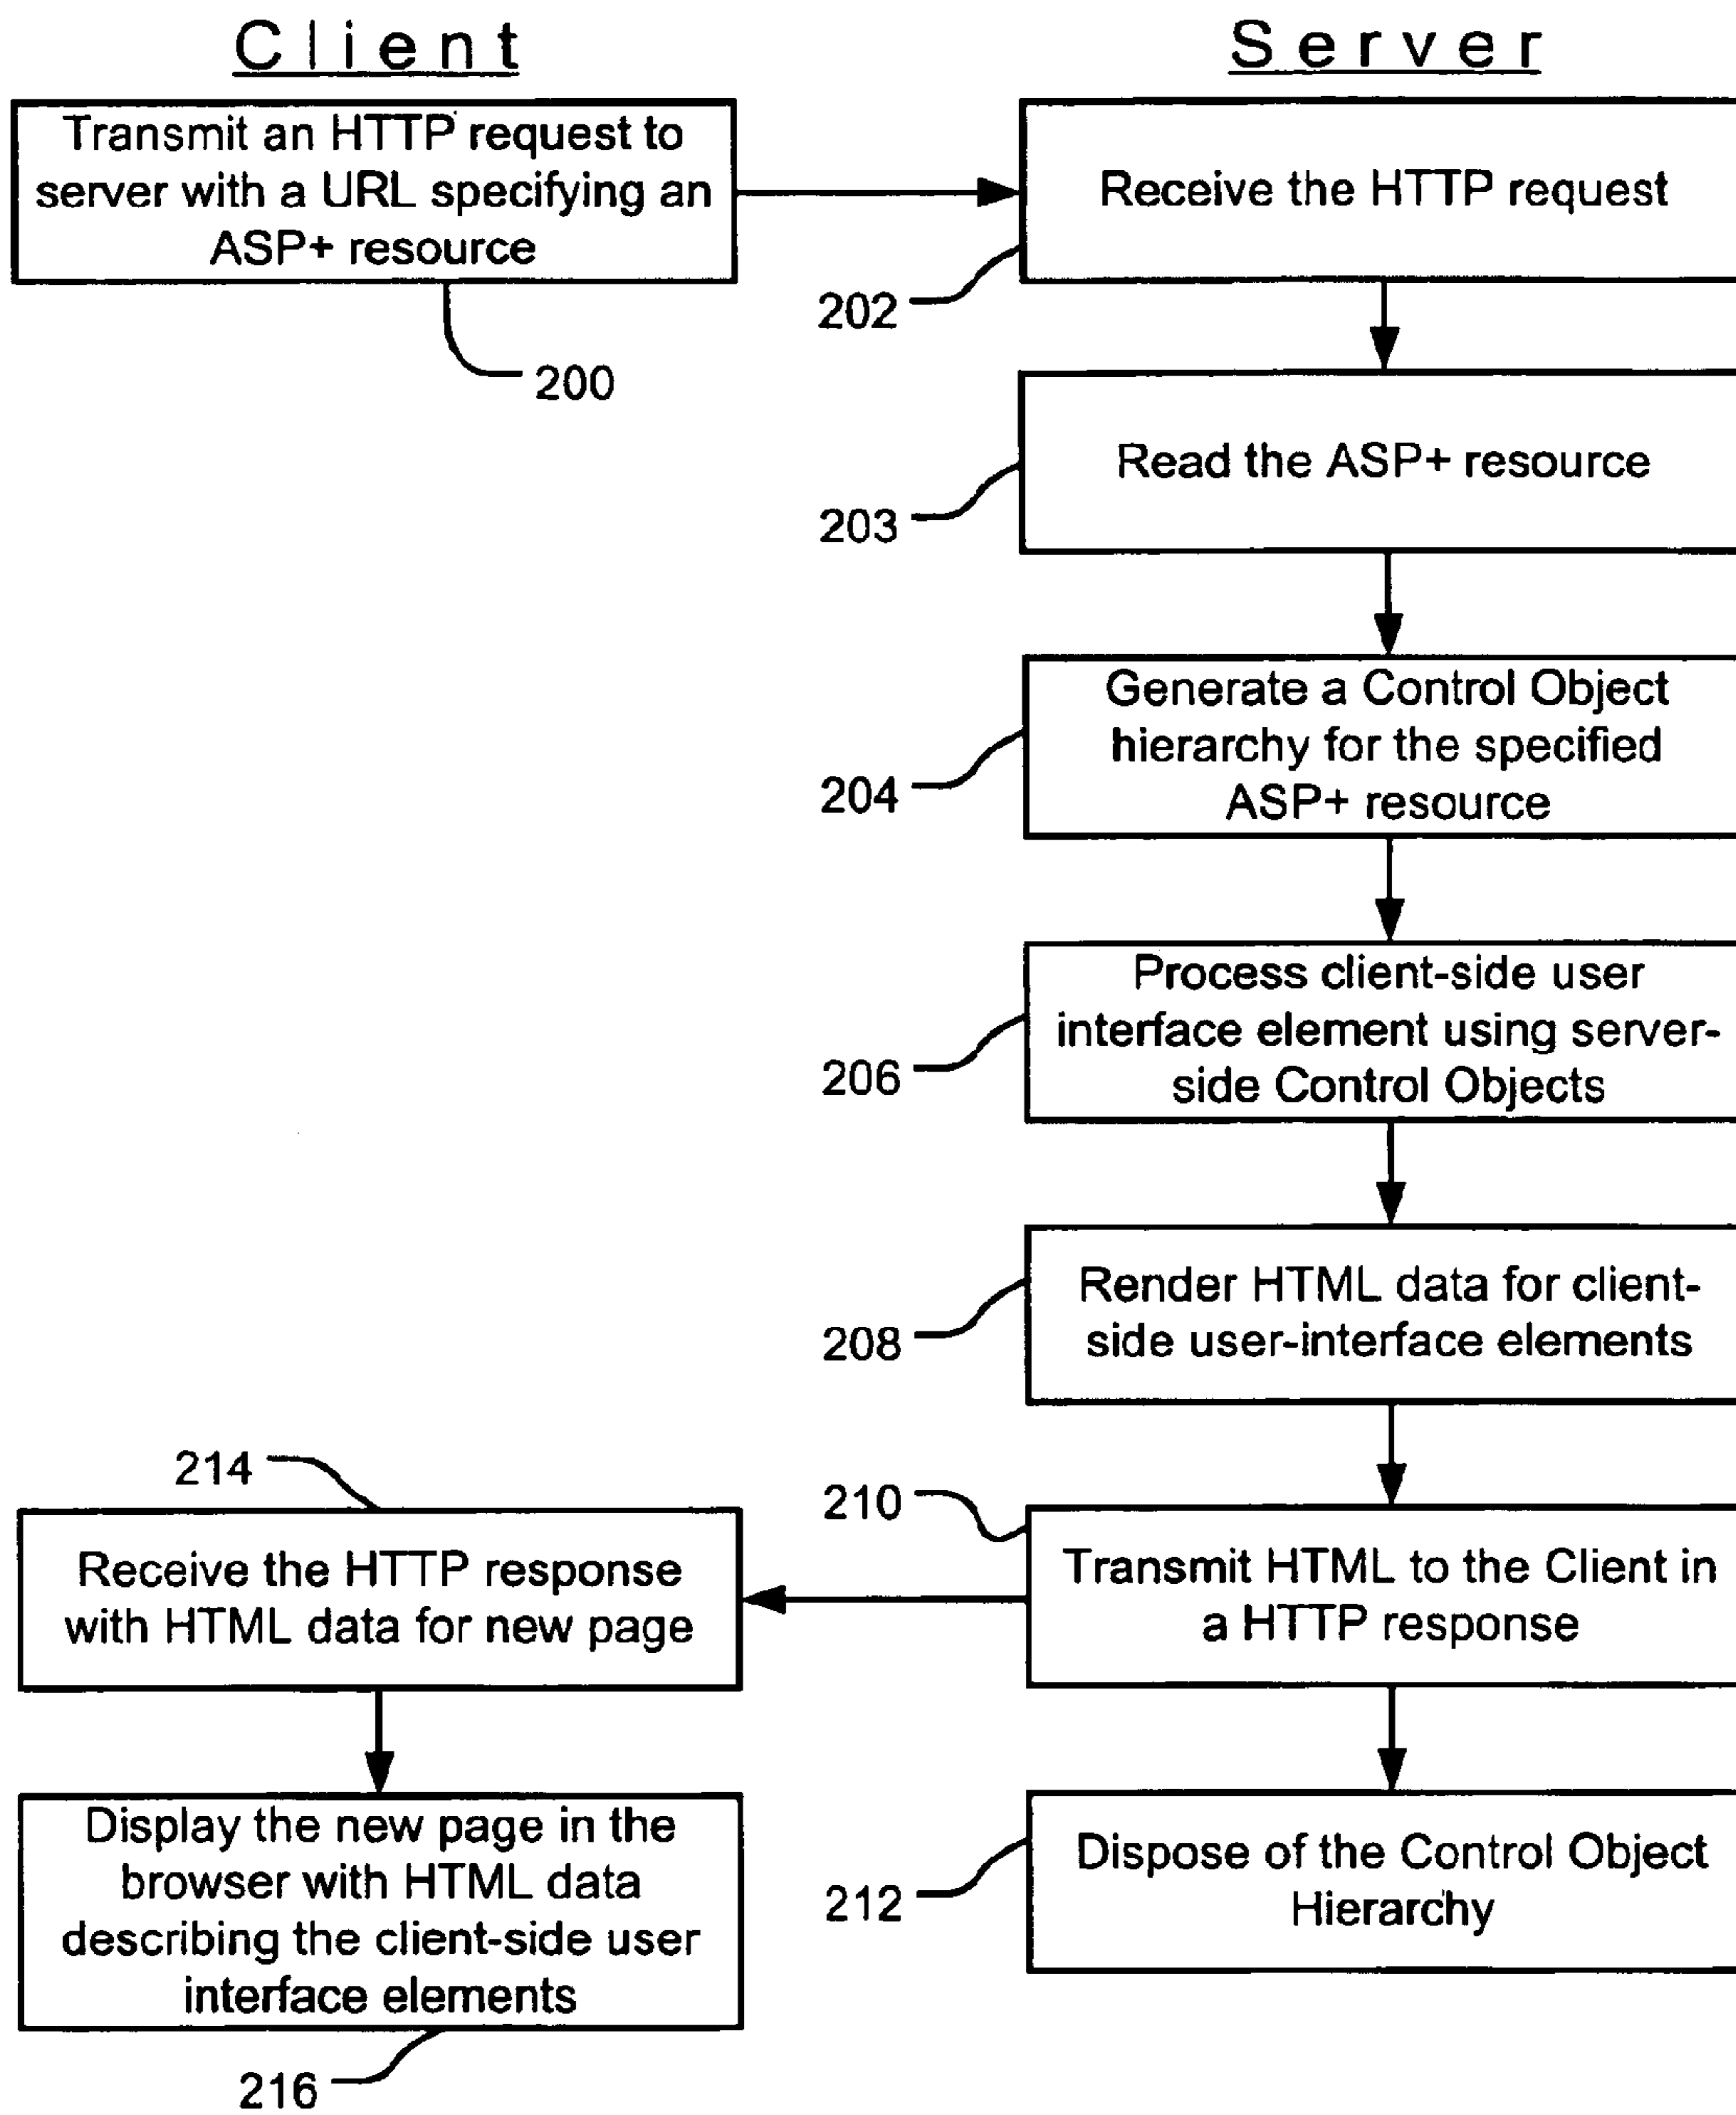 Client
Server
Transmit an HTTP request to
server with a URL specifying an
ASP+ resource
Receive the HTTP request
202
200
Read the ASP+ resource
203
Generate a Control Object
hierarchy for the specified
ASP+ resource
204
Process client-side user
interface element using server-
side Control Objects
206
Render HTML data for client-
side user-interface elements
208
214
210
Receive the HTTP response
with HTML data for new page
Transmit HTML to the Client in
a HTTP response
Display the new page in the
browser with HTML data
describing the client-side user
interface elements
Dispose of the Control Object
Hierarchy
212
216